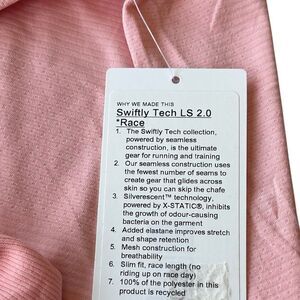 WHY WE MADE THIS
Swiftly Tech LS 2.0
*Race
1. The Swiftly Tech collection,
powered by seamless
construction, is the ultimate
gear for running and training
2. Our seamless construction uses
the fewest number of seams to
create gear that glides across
skin so you can skip the chafe
3. Silverescent™ technology,
powered by X-STATIC®, inhibits
the growth of odour-causing
bacteria on the garment
4. Added elastane improves stretch
and shape retention
5. Mesh construction for
breathability
6. Slim fit, race length (no
riding up on race day)
7. 100% of the polyester in this
product is recycled